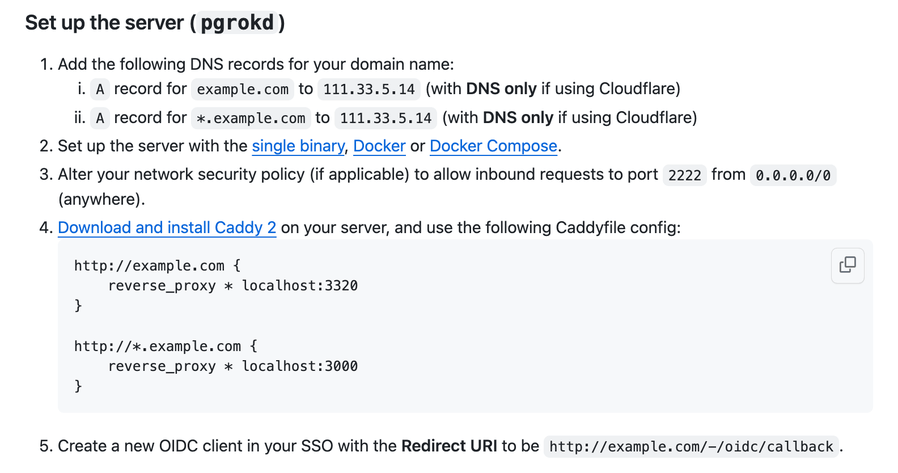 Set up the server (pgrokd)
1. Add the following DNS records for your domain name:
i. A record for example.com to 111.33.5.14 (with DNS only if using Cloudflare)
ii. A record for *.example.com to 111.33.5.14 (with DNS only if using Cloudflare)
2. Set up the server with the single binary, Docker or Docker Compose.
3. Alter your network security policy (if applicable) to allow inbound requests to port 2222 from 0.0.0.0/0
(anywhere).
4. Download and install Caddy 2 on your server, and use the following Caddyfile config:
http://example.com {
    reverse_proxy * localhost:3320
}
http://*.example.com {
    reverse_proxy * localhost:3000
}
5. Create a new OIDC client in your SSO with the Redirect URI to be http://example.com/-/oidc/callback.